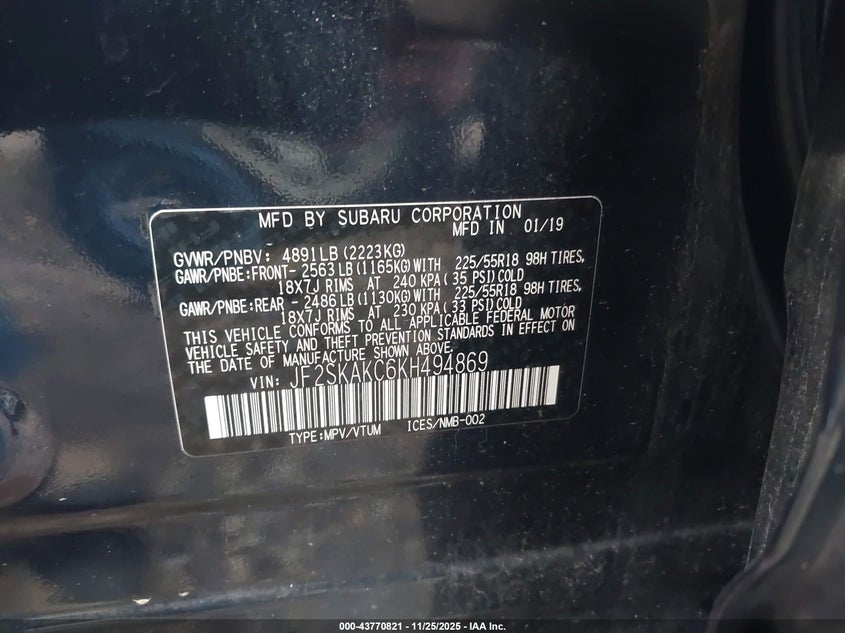 MFD BY SUBARU CORPORATION
MFD IN 01/19
GVWR/PNBV: 4891LB(2223KG)
GAWR/PNBE:FRONT- 2563LB(1165KG)WITH 225/55R18 98H TIRES,
18X7J RIMS AT 240 KPA(35 PSI)COLD
GAWR/PNBE:REAR - 2486LB(1130KG)WITH 225/55R18 98H TIRES,
18X7J RIMS AT 230 KPA(33 PSI)COLD
THIS VEHICLE CONFORMS TO ALL APPLICABLE FEDERAL MOTOR
VEHICLE SAFETY AND THEFT PREVENTION STANDARDS IN EFFECT ON
THE DATE OF MANUFACTURE SHOWN ABOVE.
VIN: JF2SKAKC6KH494869
TYPE:MPV/VTUM ICES/NMB-002
000-43770821 - 11/25/2025 - IAA Inc.